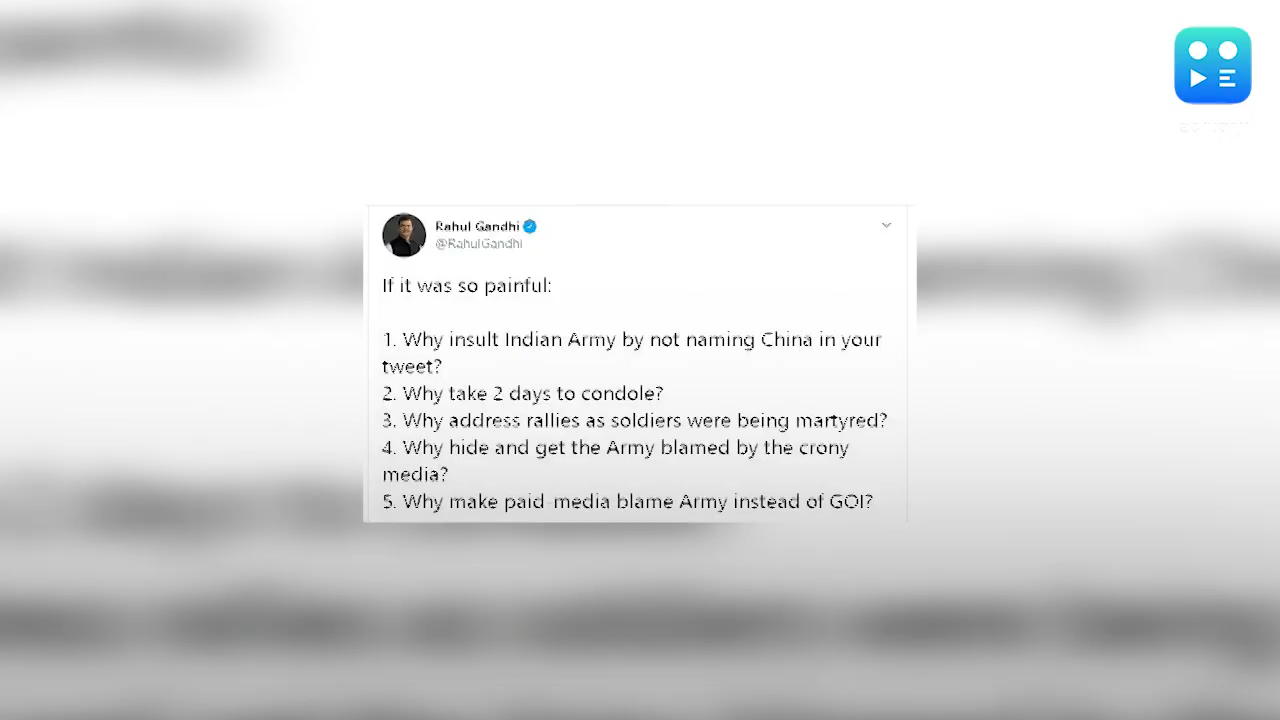 Rahul Gandhi
@RahulGandhi
If it was so painful:
1. Why insult Indian Army by not naming China in your
tweet?
2. Why take 2 days to condole?
3. Why address rallies as soldiers were being martyred?
4. Why hide and get the Army blamed by the crony
media?
5. Why make paid-media blame Army instead of GOI?